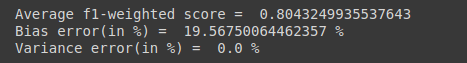 Average f1-weighted score =  0.8043249935537643
Bias error(in %) =  19.56750064462357 %
Variance error(in %) =  0.0 %